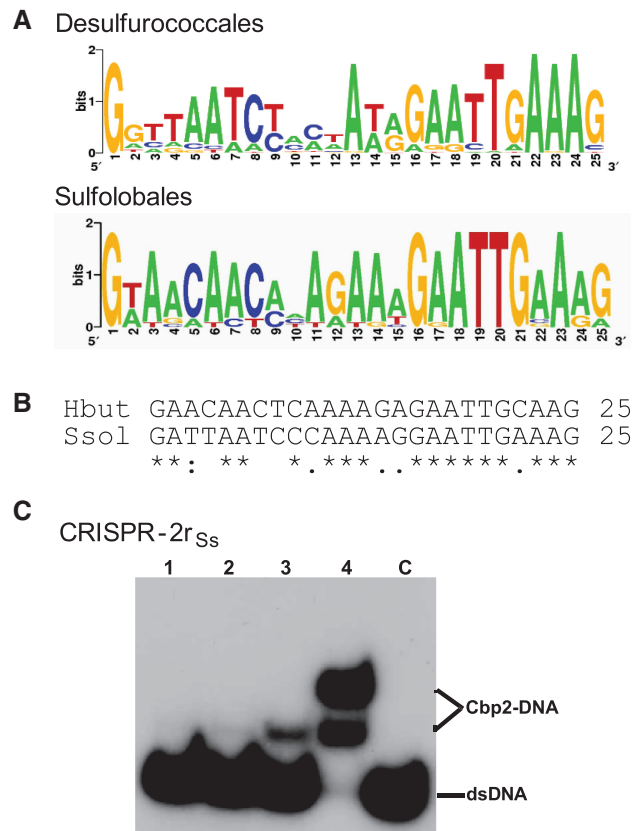 A
Desulfurococcales
2
bits
1
0
5′
1 2 3 4 5 6 7 8 9 10 11 12 13 14 15 16 17 18 19 20 21 22 23 24 25
3′
Sulfolobales
2
bits
1
0
5′
1 2 3 4 5 6 7 8 9 10 11 12 13 14 15 16 17 18 19 20 21 22 23 24 25
3′
B
Hbut GAACAACTCAAAAGAGAATTGCAAG 25
Ssol GATTAATCCCAAAAGGAATTGAAAG 25
**: ** *.***..******.***
C
CRISPR-2rSs
1 2 3 4 C
Cbp2-DNA
dsDNA